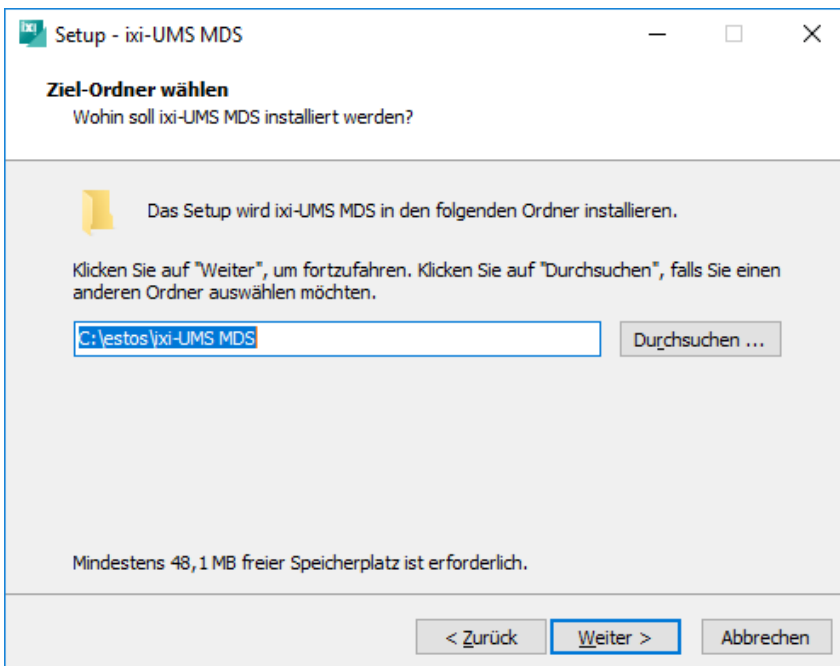 ixi
Setup - ixi-UMS MDS
Ziel-Ordner wählen
Wohin soll ixi-UMS MDS installiert werden?
Das Setup wird ixi-UMS MDS in den folgenden Ordner installieren.
Klicken Sie auf "Weiter", um fortzufahren. Klicken Sie auf "Durchsuchen", falls Sie einen
anderen Ordner auswählen möchten.
C:\estos\ixi-UMS MDS
Durchsuchen ...
Mindestens 48,1 MB freier Speicherplatz ist erforderlich.
< Zurück
Weiter >
Abbrechen